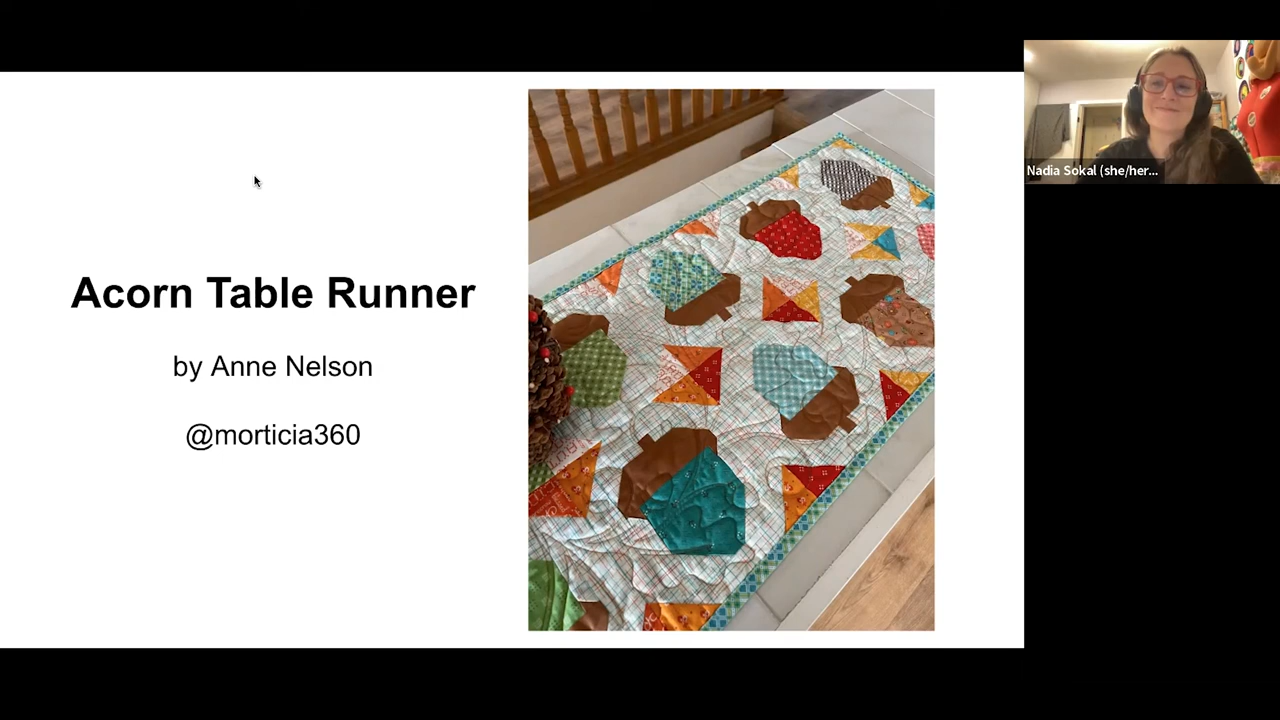 Acorn Table Runner
by Anne Nelson
@morticia360
Nadia Sokal (she/her...